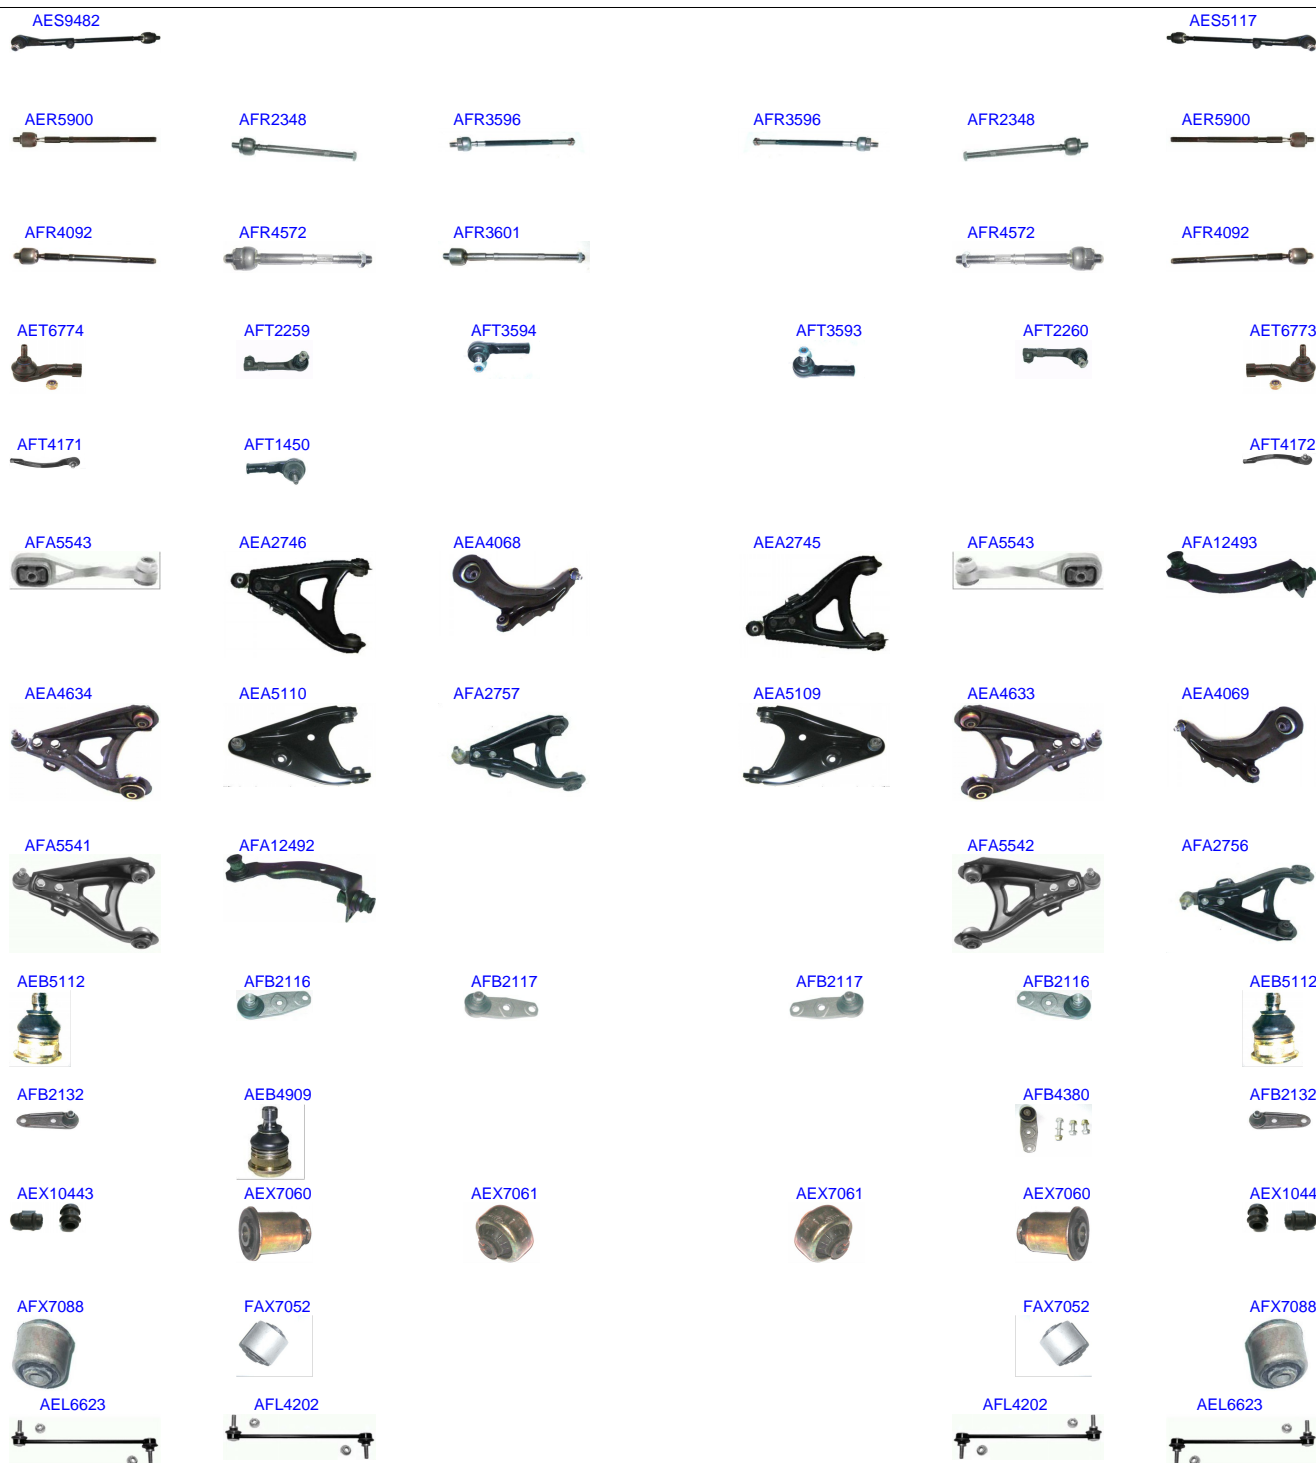 AES9482 AES5117
AER5900 AFR2348 AFR3596 AFR3596 AFR2348 AER5900
AFR4092 AFR4572 AFR3601 AFR4572 AFR4092
AET6774 AFT2259 AFT3594 AFT3593 AFT2260 AET6773
AFT4171 AFT1450 AFT4172
AFA5543 AEA2746 AEA4068 AEA2745 AFA5543 AFA12493
AEA4634 AEA5110 AFA2757 AEA5109 AEA4633 AEA4069
AFA5541 AFA12492 AFA5542 AFA2756
AEB5112 AFB2116 AFB2117 AFB2117 AFB2116 AEB5112
AFB2132 AEB4909 AFB4380 AFB2132
AEX10443 AEX7060 AEX7061 AEX7061 AEX7060 AEX1044
AFX7088 FAX7052 FAX7052 AFX7088
AEL6623 AFL4202 AFL4202 AEL6623